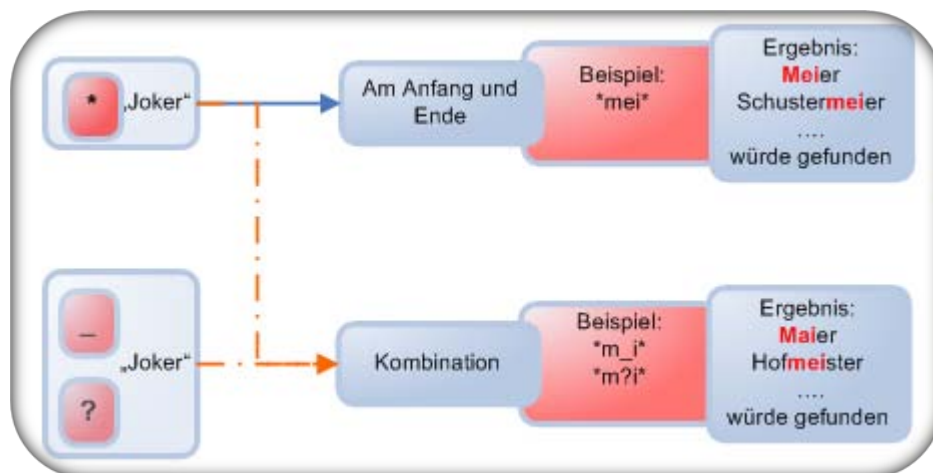 *
„Joker“
Am Anfang und
Ende
Beispiel:
*mei*
Ergebnis:
Meier
Schustermeier
....
würde gefunden
_
?
„Joker“
Kombination
Beispiel:
*m_i*
*m?i*
Ergebnis:
Maier
Hofmeister
....
würde gefunden